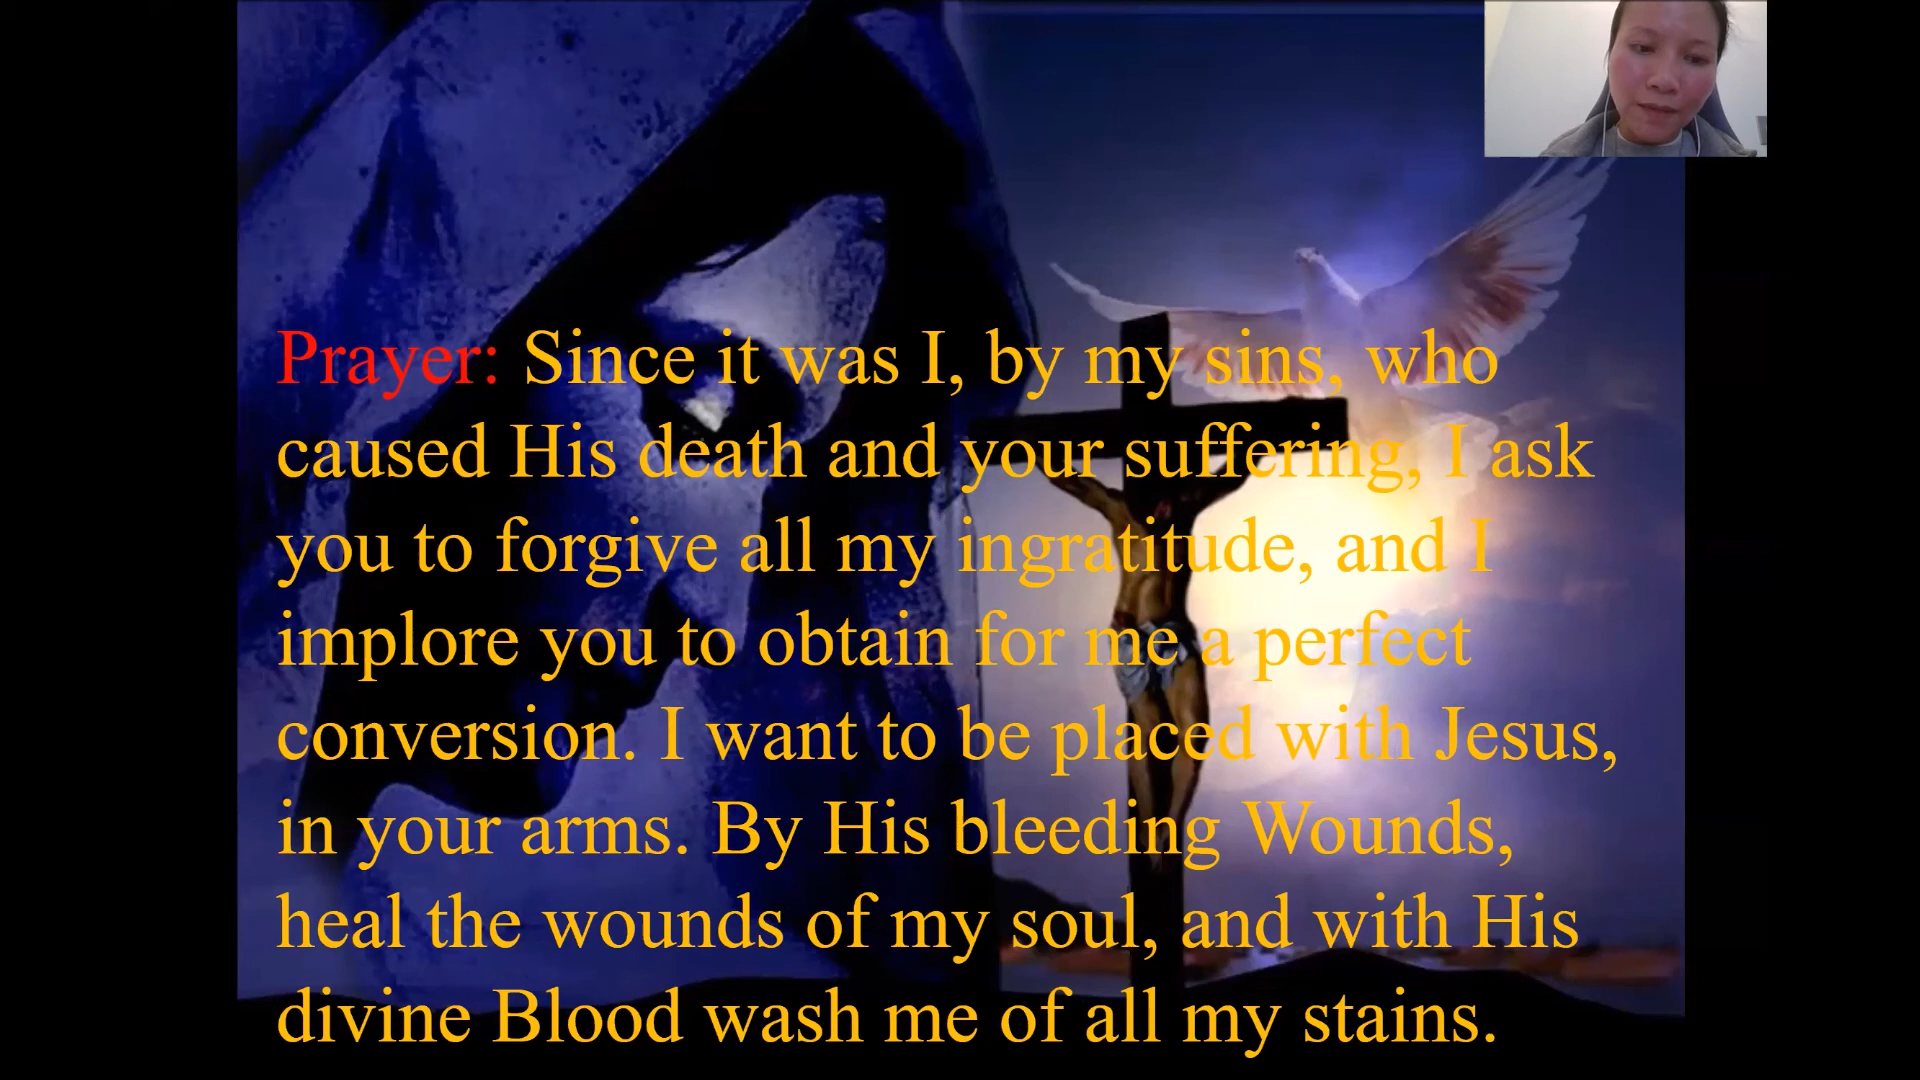 Prayer: Since it was I, by my sins, who
caused His death and your suffering, I ask
you to forgive all my ingratitude, and I
implore you to obtain for me a perfect
conversion. I want to be placed with Jesus,
in your arms. By His bleeding Wounds,
heal the wounds of my soul, and with His
divine Blood wash me of all my stains.